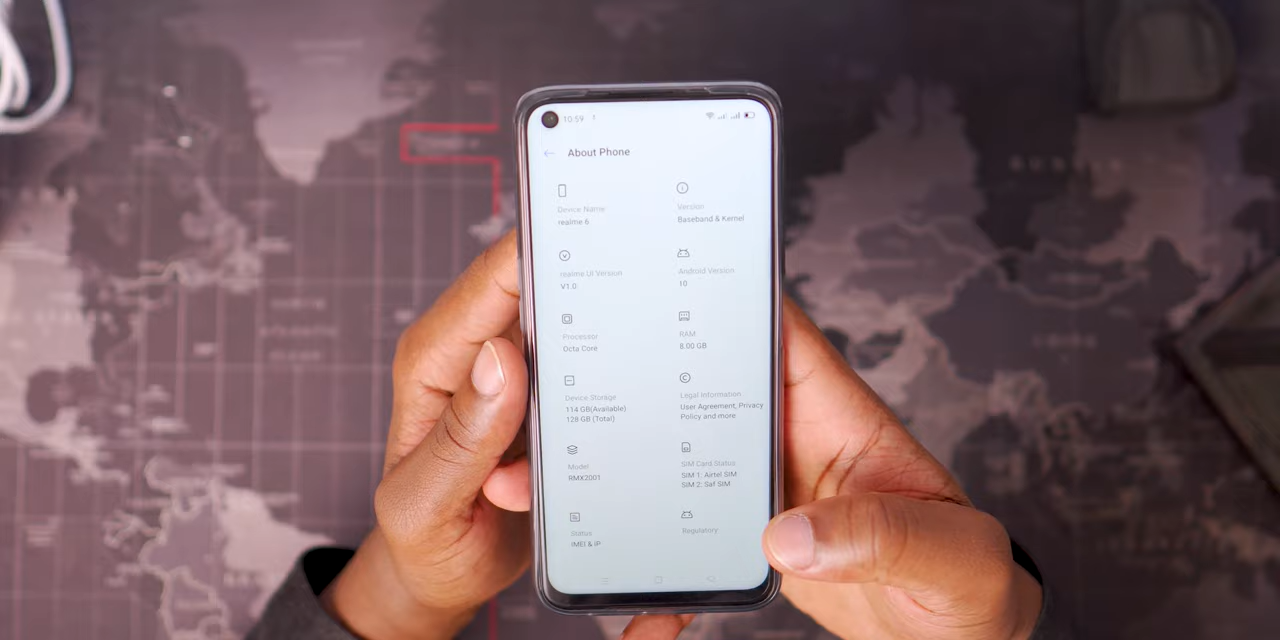 10:59
About Phone
Device Name
realme 6
Version
Baseband & Kernel
realme UI Version
V1.0
Android Version
10
Processor
Octa Core
RAM
8.00 GB
Device Storage
114 GB(Available)
128 GB (Total)
Legal Information
User Agreement, Privacy
Policy and more
Model
RMX2001
SIM Card Status
SIM 1: Airtel SIM
SIM 2: Saf SIM
Status
IMEI & IP
Regulatory